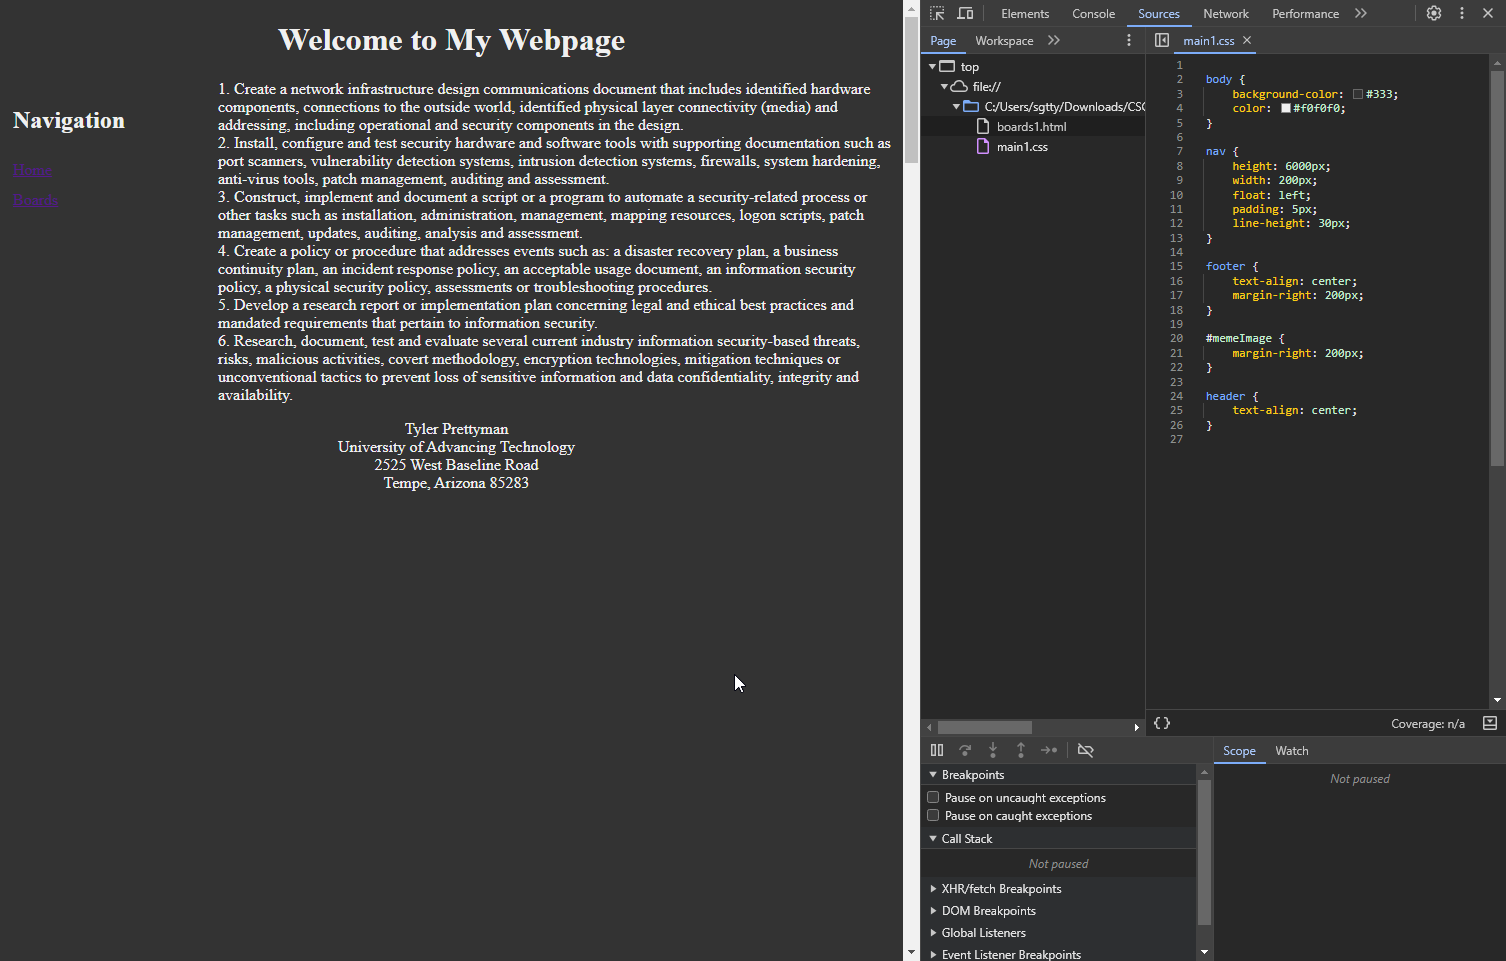 Welcome to My Webpage
Navigation
Home
Boards
1. Create a network infrastructure design communications document that includes identified hardware
components, connections to the outside world, identified physical layer connectivity (media) and
addressing, including operational and security components in the design.
2. Install, configure and test security hardware and software tools with supporting documentation such as
port scanners, vulnerability detection systems, intrusion detection systems, firewalls, system hardening,
anti-virus tools, patch management, auditing and assessment.
3. Construct, implement and document a script or a program to automate a security-related process or
other tasks such as installation, administration, management, mapping resources, logon scripts, patch
management, updates, auditing, analysis and assessment.
4. Create a policy or procedure that addresses events such as: a disaster recovery plan, a business
continuity plan, an incident response policy, an acceptable usage document, an information security
policy, a physical security policy, assessments or troubleshooting procedures.
5. Develop a research report or implementation plan concerning legal and ethical best practices and
mandated requirements that pertain to information security.
6. Research, document, test and evaluate several current industry information security-based threats,
risks, malicious activities, covert methodology, encryption technologies, mitigation techniques or
unconventional tactics to prevent loss of sensitive information and data confidentiality, integrity and
availability.
Tyler Prettyman
University of Advancing Technology
2525 West Baseline Road
Tempe, Arizona 85283
Elements Console Sources Network Performance
Page Workspace
top
file://
C:/Users/sgtty/Downloads/CSC
boards1.html
main1.css
main1.css
1
2 body {
3 background-color: #333;
4 color: #f0f0f0;
5 }
6
7 nav {
8 height: 6000px;
9 width: 200px;
10 float: left;
11 padding: 5px;
12 line-height: 30px;
13 }
14
15 footer {
16 text-align: center;
17 margin-right: 200px;
18 }
19
20 #memeImage {
21 margin-right: 200px;
22 }
23
24 header {
25 text-align: center;
26 }
27
{} Coverage: n/a
Breakpoints
Pause on uncaught exceptions
Pause on caught exceptions
Call Stack
Not paused
XHR/fetch Breakpoints
DOM Breakpoints
Global Listeners
Event Listener Breakpoints
Scope Watch
Not paused